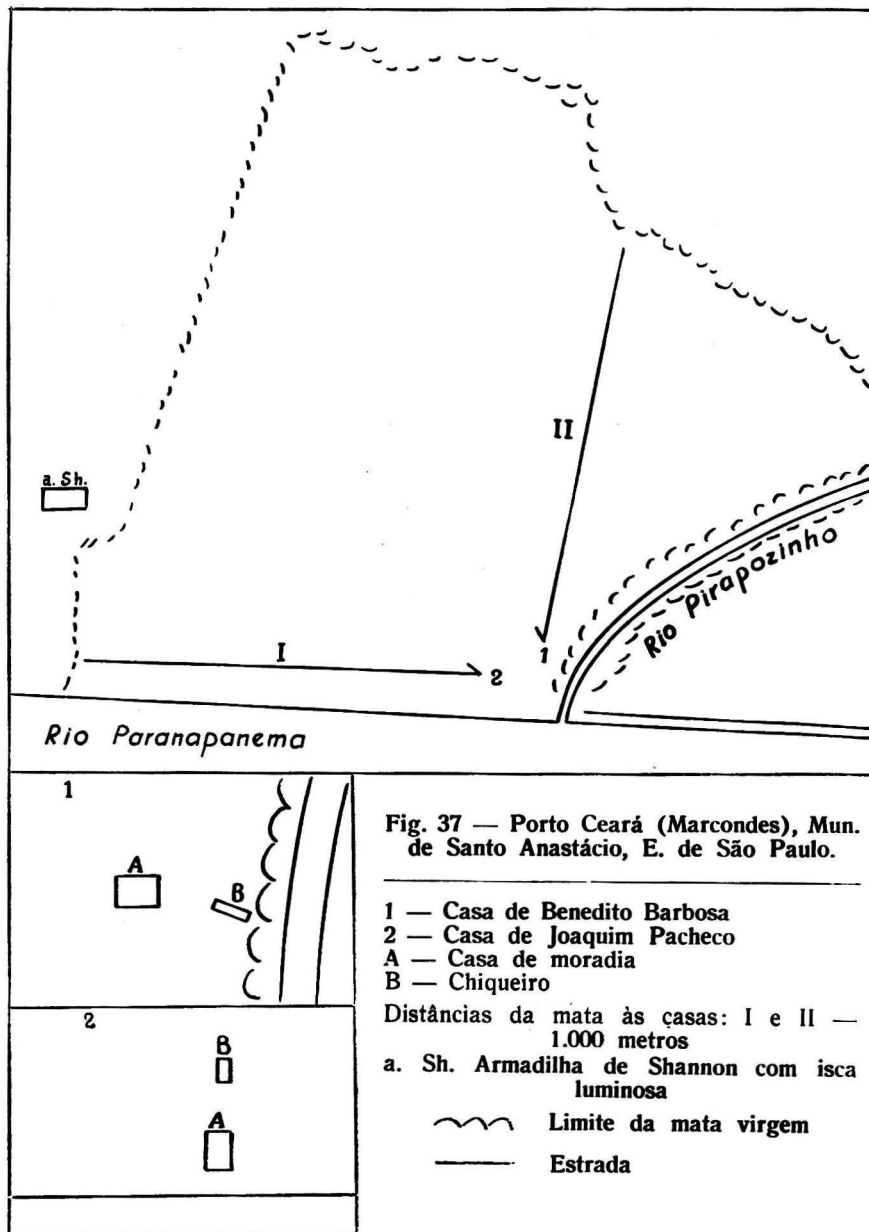 II
a. Sh.
Rio Pirapozinho
I
1
2
Rio Paranapanema
1
A
B
2
B
A
Fig. 37 — Porto Ceará (Marcondes), Mun.
de Santo Anastácio, E. de São Paulo.
1 — Casa de Benedito Barbosa
2 — Casa de Joaquim Pacheco
A — Casa de moradia
B — Chiqueiro
Distâncias da mata às casas: I e II —
1.000 metros
a. Sh. Armadilha de Shannon com isca
luminosa
Limite da mata virgem
Estrada